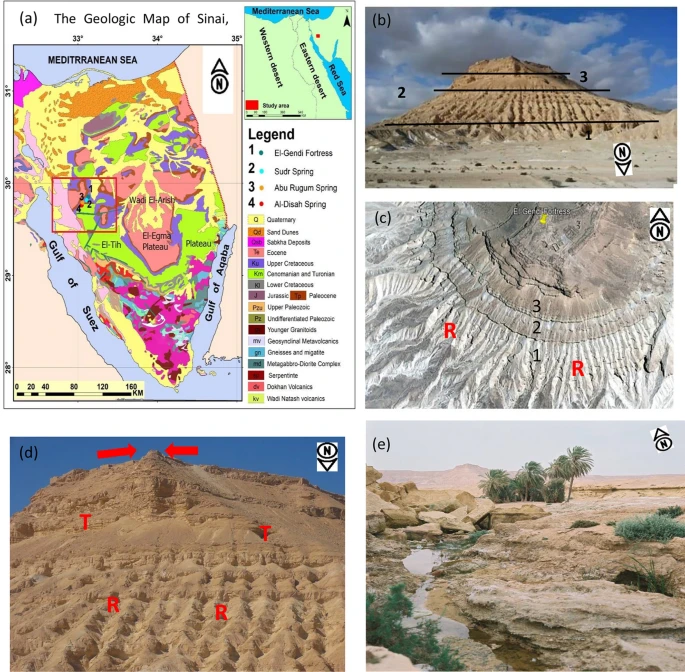 (a) The Geologic Map of Sinai,
33°
34°
35°
MEDITRRANEAN SEA
31°
30°
29°
28°
1
3
2
4
Wadi El-Arish
El-Egma
Plateau
El-Tih
Plateau
Gulf of Suez
Gulf of Aqaba
0 20 40 80 120 160
KM
N
Mediterranean SEA
Western desert
Eastern desert
Red Sea
Study area
N
Legend
1 El-Gendi Fortress
2 Sudr Spring
3 Abu Rugum Spring
4 Al-Disah Spring
Q Quaternary
Qd Sand Dunes
Qsb Sabkha Deposits
Te Eocene
Ku Upper Cretaceous
Km Cenomanian and Turonian
Kl Lower Cretaceous
J Jurassic Tp Paleocene
Pzu Upper Paleozoic
Pz Undifferentiated Paleozoic
Younger Granitoids
mv Geosyndinal Metavolcanics
gn Gneisses and migatite
md Metagabbro-Diorite Complex
Serpentinte
dv Dokhan Volcanics
kv Wadi Natash volcanics
(b)
3
2
1
N
(c)
El Gendi Fortress
N
3
2
1
R
R
(d)
N
T
T
R
R
(e)
N